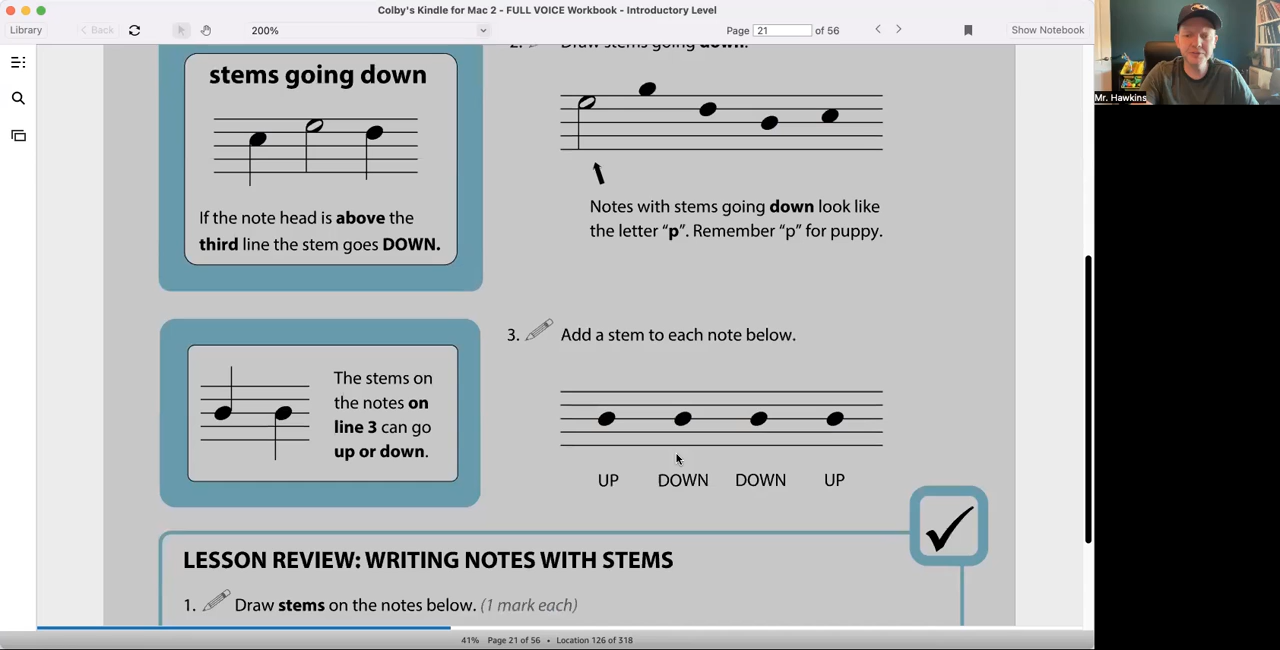 Colby's Kindle for Mac 2 - FULL VOICE Workbook - Introductory Level
Library
Back
200%
Page 21 of 56
Show Notebook
Mr. Hawkins
stems going down
If the note head is above the
third line the stem goes DOWN.
2. Draw stems going down.
Notes with stems going down look like
the letter “p”. Remember “p” for puppy.
The stems on
the notes on
line 3 can go
up or down.
3. Add a stem to each note below.
UP DOWN DOWN UP
LESSON REVIEW: WRITING NOTES WITH STEMS
1. Draw stems on the notes below. (1 mark each)
41% Page 21 of 56 • Location 126 of 318